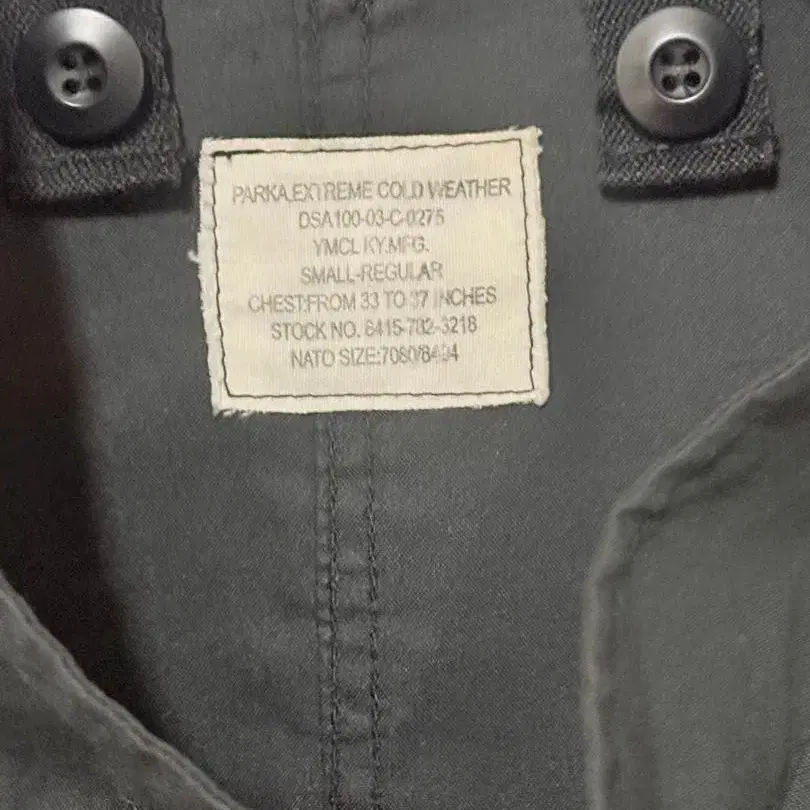 PARKA.EXTREME COLD WEATHER
DSA100-03-C-0275
YMCL KY.MFG.
SMALL-REGULAR
CHEST:FROM 33 TO 37 INCHES
STOCK NO. 8415-782-3218
NATO SIZE:7080/8494